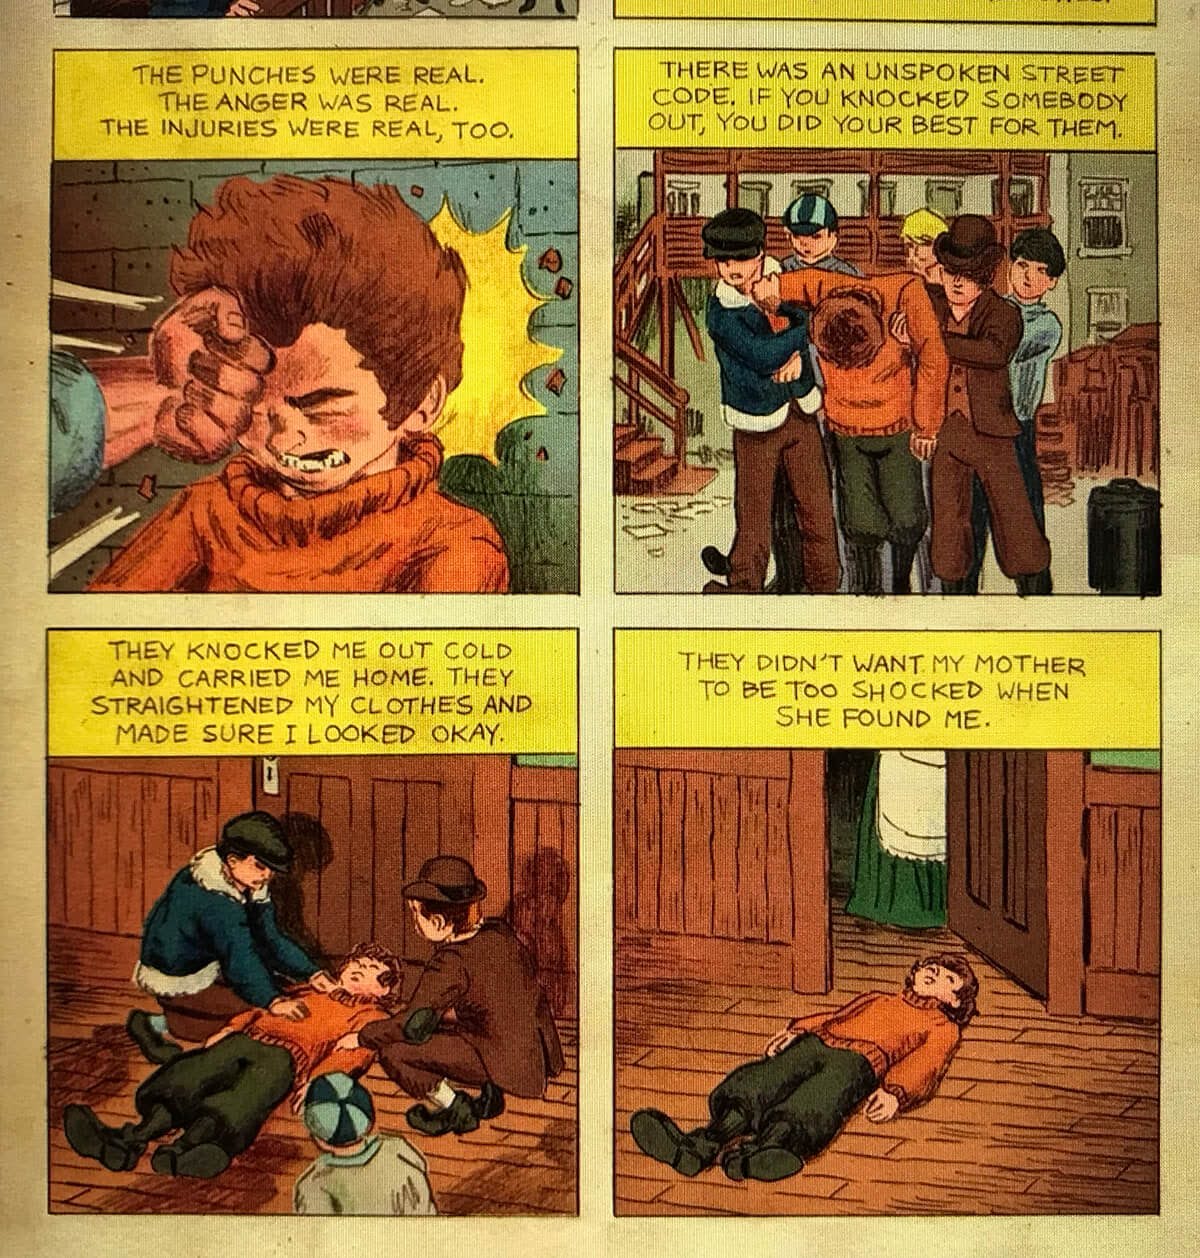 THE PUNCHES WERE REAL.
THE ANGER WAS REAL.
THE INJURIES WERE REAL, TOO.
THERE WAS AN UNSPOKEN STREET
CODE. IF YOU KNOCKED SOMEBODY
OUT, YOU DID YOUR BEST FOR THEM.
THEY KNOCKED ME OUT COLD
AND CARRIED ME HOME. THEY
STRAIGHTENED MY CLOTHES AND
MADE SURE I LOOKED OKAY.
THEY DIDN'T WANT MY MOTHER
TO BE TOO SHOCKED WHEN
SHE FOUND ME.